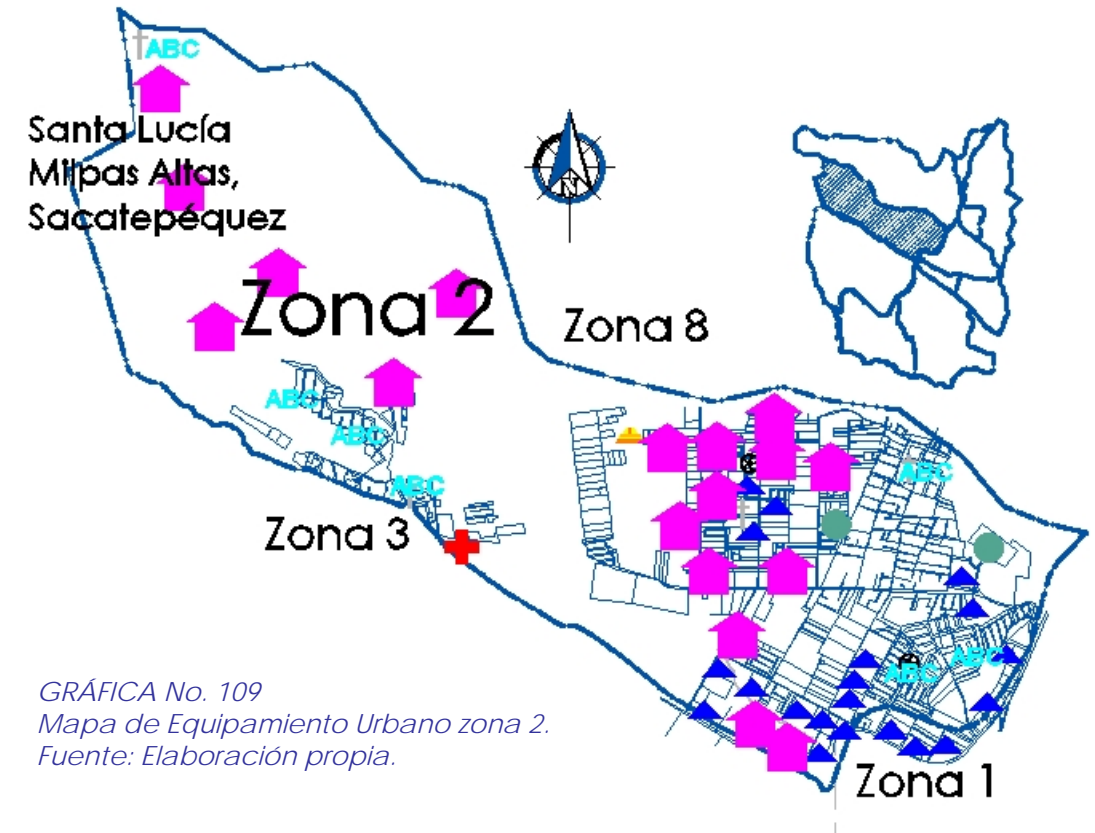 ABC
Santa Lucía
Milpas Altas,
Sacatepéquez
N
Zona 2
Zona 8
ABC
ABC
ABC
ABC
Zona 3
ABC
ABC
Zona 1
GRÁFICA No. 109
Mapa de Equipamiento Urbano zona 2.
Fuente: Elaboración propia.